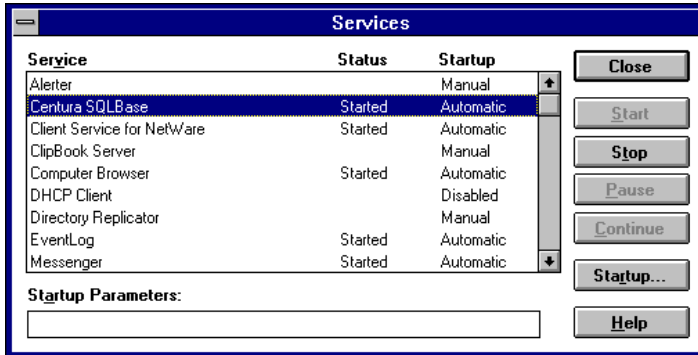 Services
Service Status Startup
Alerter Manual
Centura SQLBase Started Automatic
Client Service for NetWare Started Automatic
ClipBook Server Manual
Computer Browser Started Automatic
DHCP Client Disabled
Directory Replicator Manual
EventLog Started Automatic
Messenger Started Automatic
Startup Parameters:
Close
Start
Stop
Pause
Continue
Startup...
Help